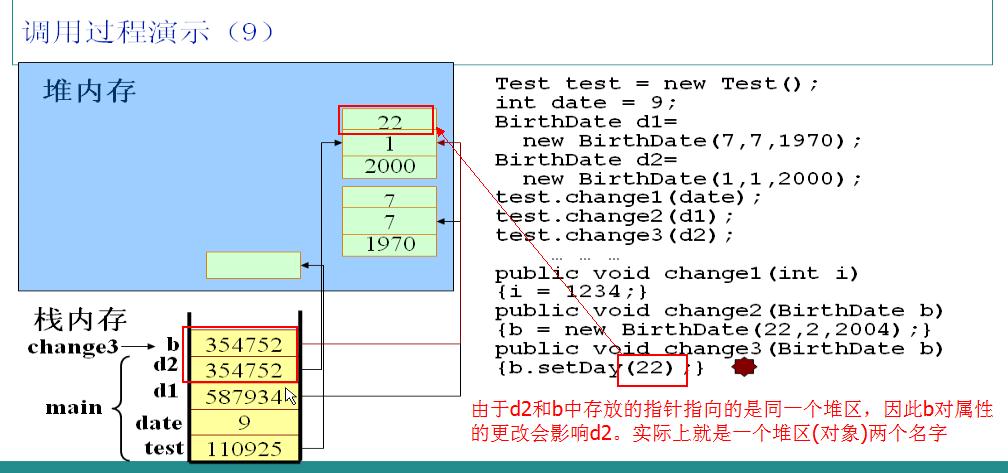 调用过程演示（9）
堆内存
22
1
2000
7
7
1970
栈内存
change3
b
354752
d2
354752
d1
587934
main
date
9
test
110925
Test test = new Test();
int date = 9;
BirthDate d1=
new BirthDate(7,7,1970);
BirthDate d2=
new BirthDate(1,1,2000);
test.change1(date);
test.change2(d1);
test.change3(d2);
… … …
public void change1(int i)
{i = 1234;}
public void change2(BirthDate b)
{b = new BirthDate(22,2,2004);}
public void change3(BirthDate b)
{b.setDay(22);}
由于d2和b中存放的指针指向的是同一个堆区，因此b对属性
的更改会影响d2。实际上就是一个堆区(对象)两个名字